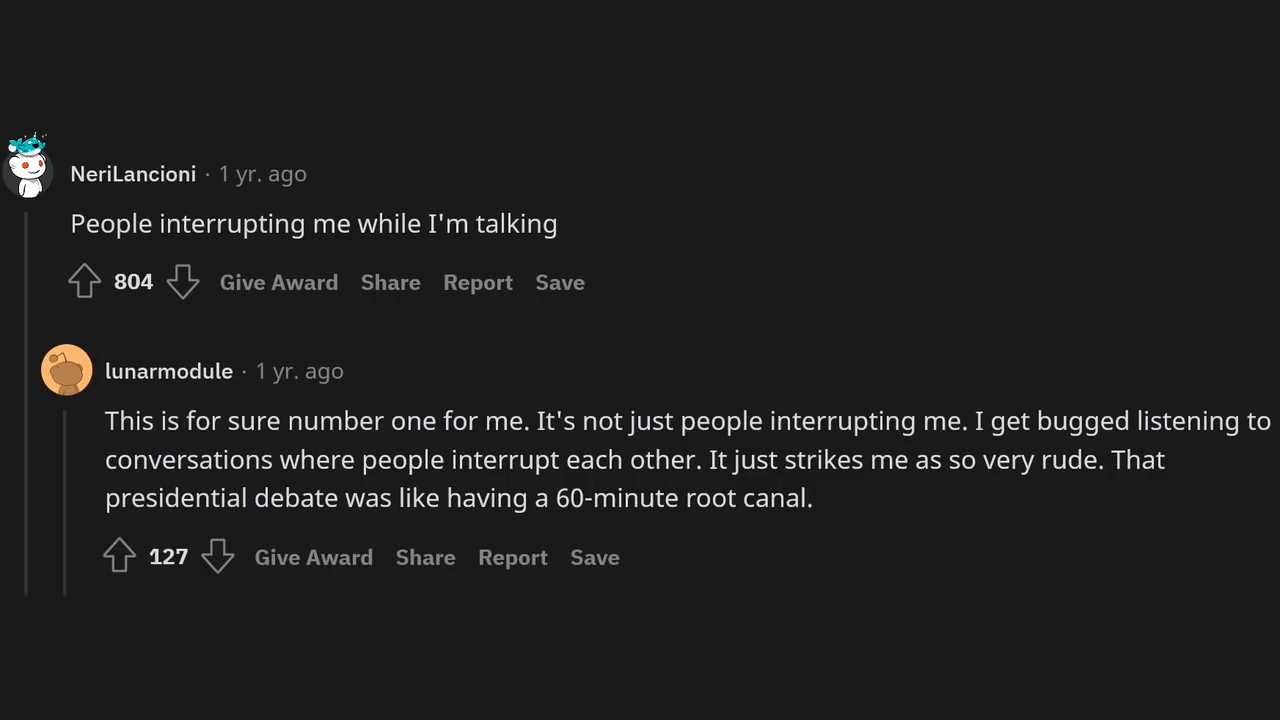 NeriLancioni · 1 yr. ago
People interrupting me while I'm talking
804 Give Award Share Report Save
lunarmodule · 1 yr. ago
This is for sure number one for me. It's not just people interrupting me. I get bugged listening to
conversations where people interrupt each other. It just strikes me as so very rude. That
presidential debate was like having a 60-minute root canal.
127 Give Award Share Report Save